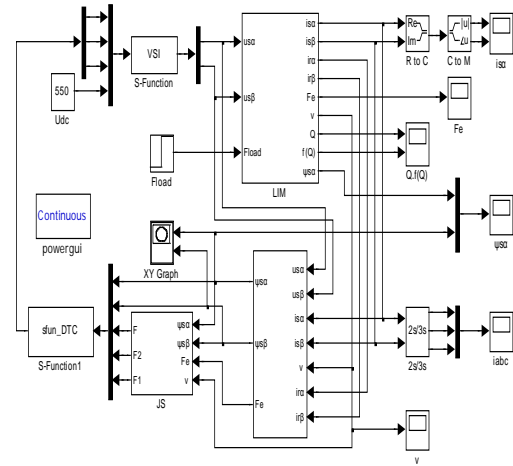 VSI
S-Function
550
Udc
usα
usβ
Fload
isα
isβ
irα
irβ
Fe
v
Q
f(Q)
ψsα
LIM
Re
Im
R to C
|u|
∠u
C to M
isα
Fe
Q.f(Q)
ψsα
Fload
Continuous
powergui
XY Graph
sfun_DTC
S-Function1
F
F2
F1
ψsα
ψsβ
Fe
v
JS
ψsα
ψsβ
Fe
usα
usβ
isα
isβ
v
irα
irβ
2s/3s
2s/3s
iabc
v